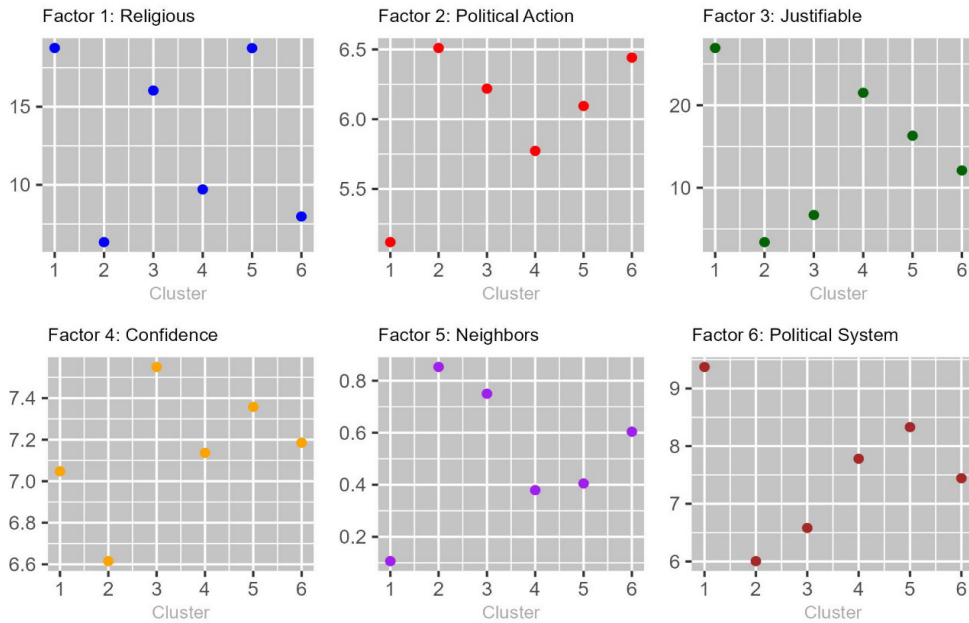 Factor 1: Religious
15
10
1 2 3 4 5 6
Cluster
Factor 2: Political Action
6.5
6.0
5.5
1 2 3 4 5 6
Cluster
Factor 3: Justifiable
20
10
1 2 3 4 5 6
Cluster
Factor 4: Confidence
7.4
7.2
7.0
6.8
6.6
1 2 3 4 5 6
Cluster
Factor 5: Neighbors
0.8
0.6
0.4
0.2
1 2 3 4 5 6
Cluster
Factor 6: Political System
9
8
7
6
1 2 3 4 5 6
Cluster